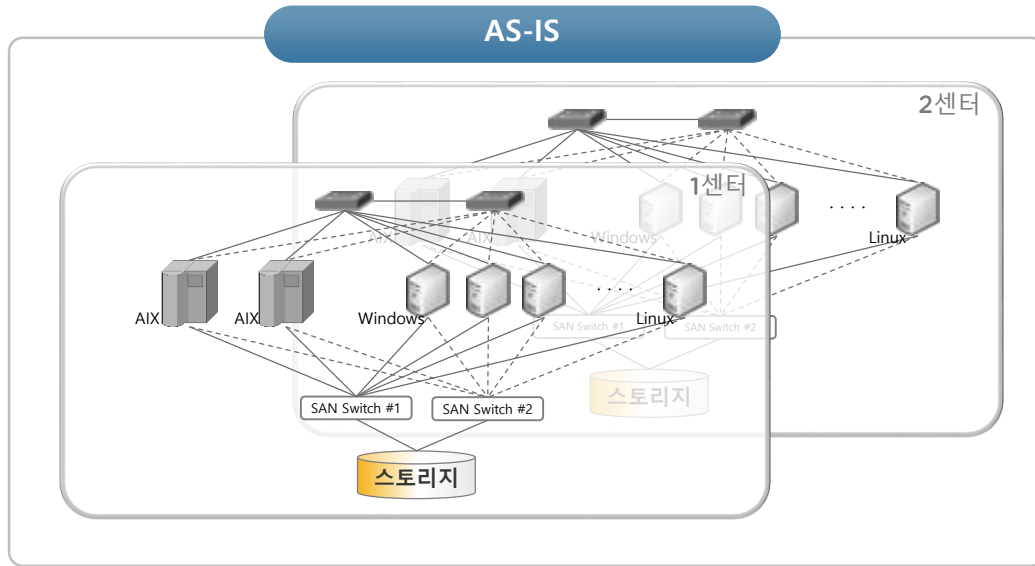 AS-IS
2센터
1센터
AIX
AIX
Windows
....
Linux
AIX
AIX
Windows
....
Linux
SAN Switch #1
SAN Switch #2
스토리지
SAN Switch #1
SAN Switch #2
스토리지